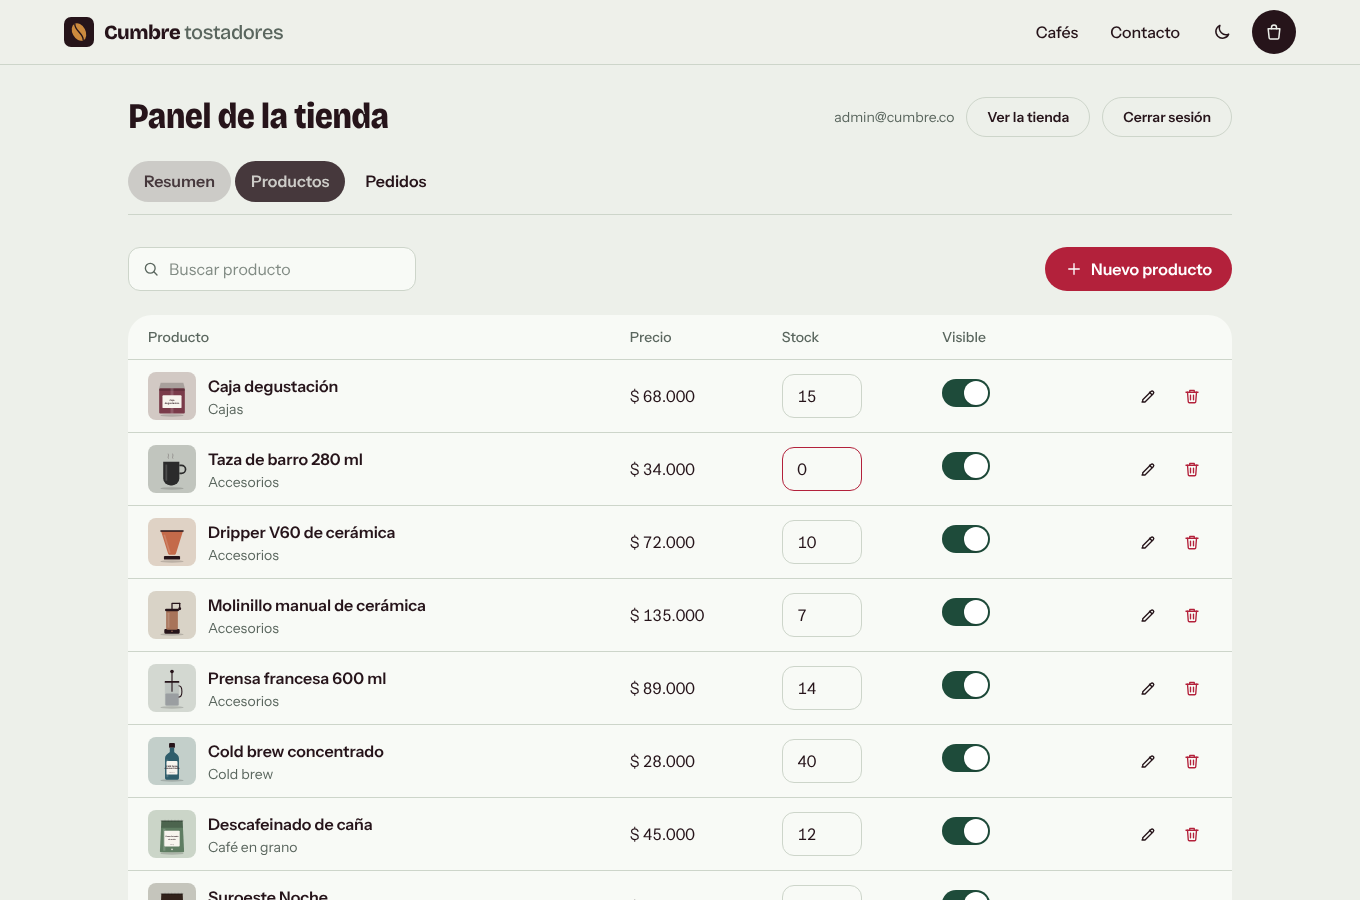 Cumbre tostadores
Cafés
Contacto
Panel de la tienda
admin@cumbre.co
Ver la tienda
Cerrar sesión
Resumen
Productos
Pedidos
Buscar producto
Nuevo producto
Producto
Precio
Stock
Visible
Caja degustación
Cajas
$ 68.000
15
Taza de barro 280 ml
Accesorios
$ 34.000
0
Dripper V60 de cerámica
Accesorios
$ 72.000
10
Molinillo manual de cerámica
Accesorios
$ 135.000
7
Prensa francesa 600 ml
Accesorios
$ 89.000
14
Cold brew concentrado
Cold brew
$ 28.000
40
Descafeinado de caña
Café en grano
$ 45.000
12
Suroeste Noche